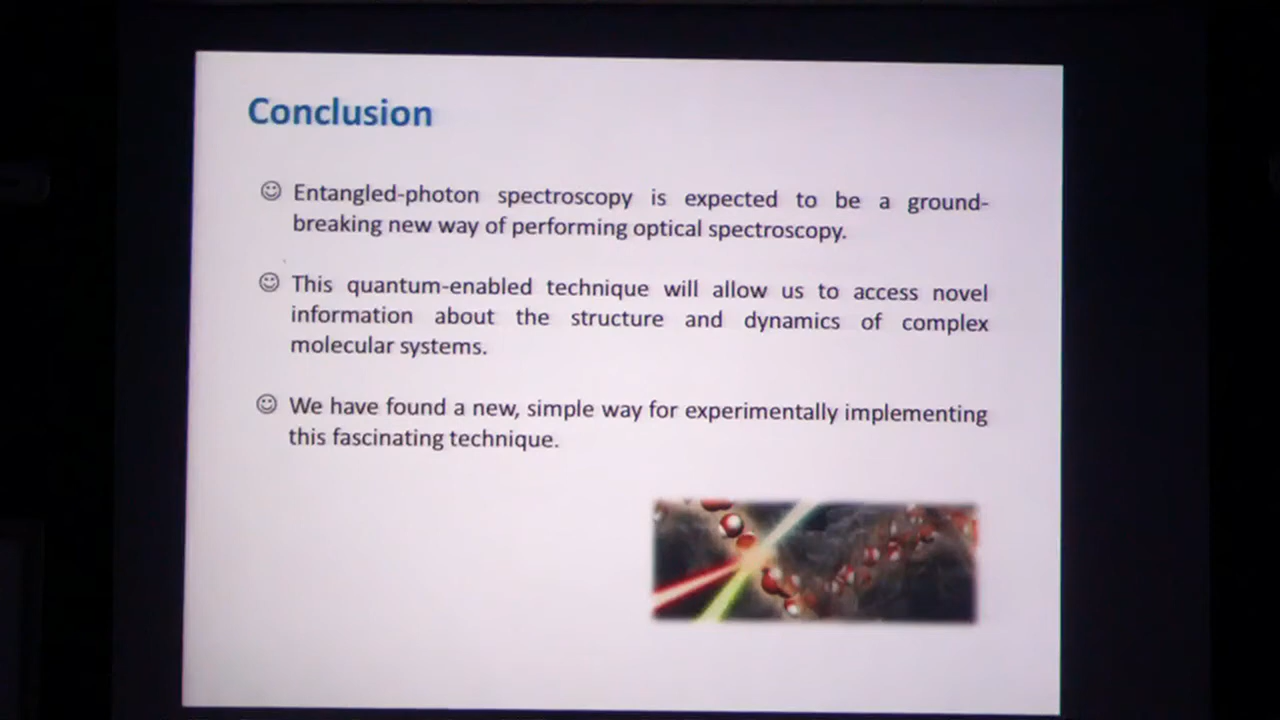 Conclusion
☺ Entangled-photon spectroscopy is expected to be a ground-
breaking new way of performing optical spectroscopy.
☺ This quantum-enabled technique will allow us to access novel
information about the structure and dynamics of complex
molecular systems.
☺ We have found a new, simple way for experimentally implementing
this fascinating technique.